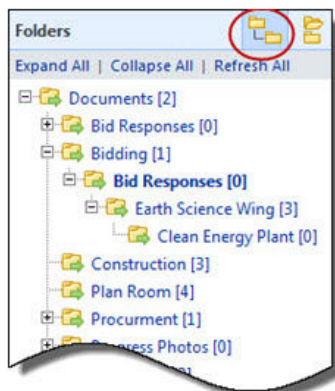 Folders
Expand All | Collapse All | Refresh All
Documents [2]
Bid Responses [0]
Bidding [1]
Bid Responses [0]
Earth Science Wing [3]
Clean Energy Plant [0]
Construction [3]
Plan Room [4]
Procurment [1]
Progress Photos [0]